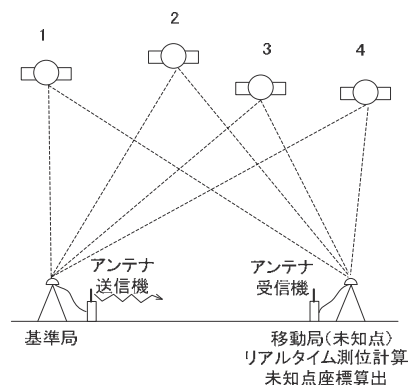 1
2
3
4
アンテナ
送信機
アンテナ
受信機
基準局
移動局(未知点)
リアルタイム測位計算
未知点座標算出